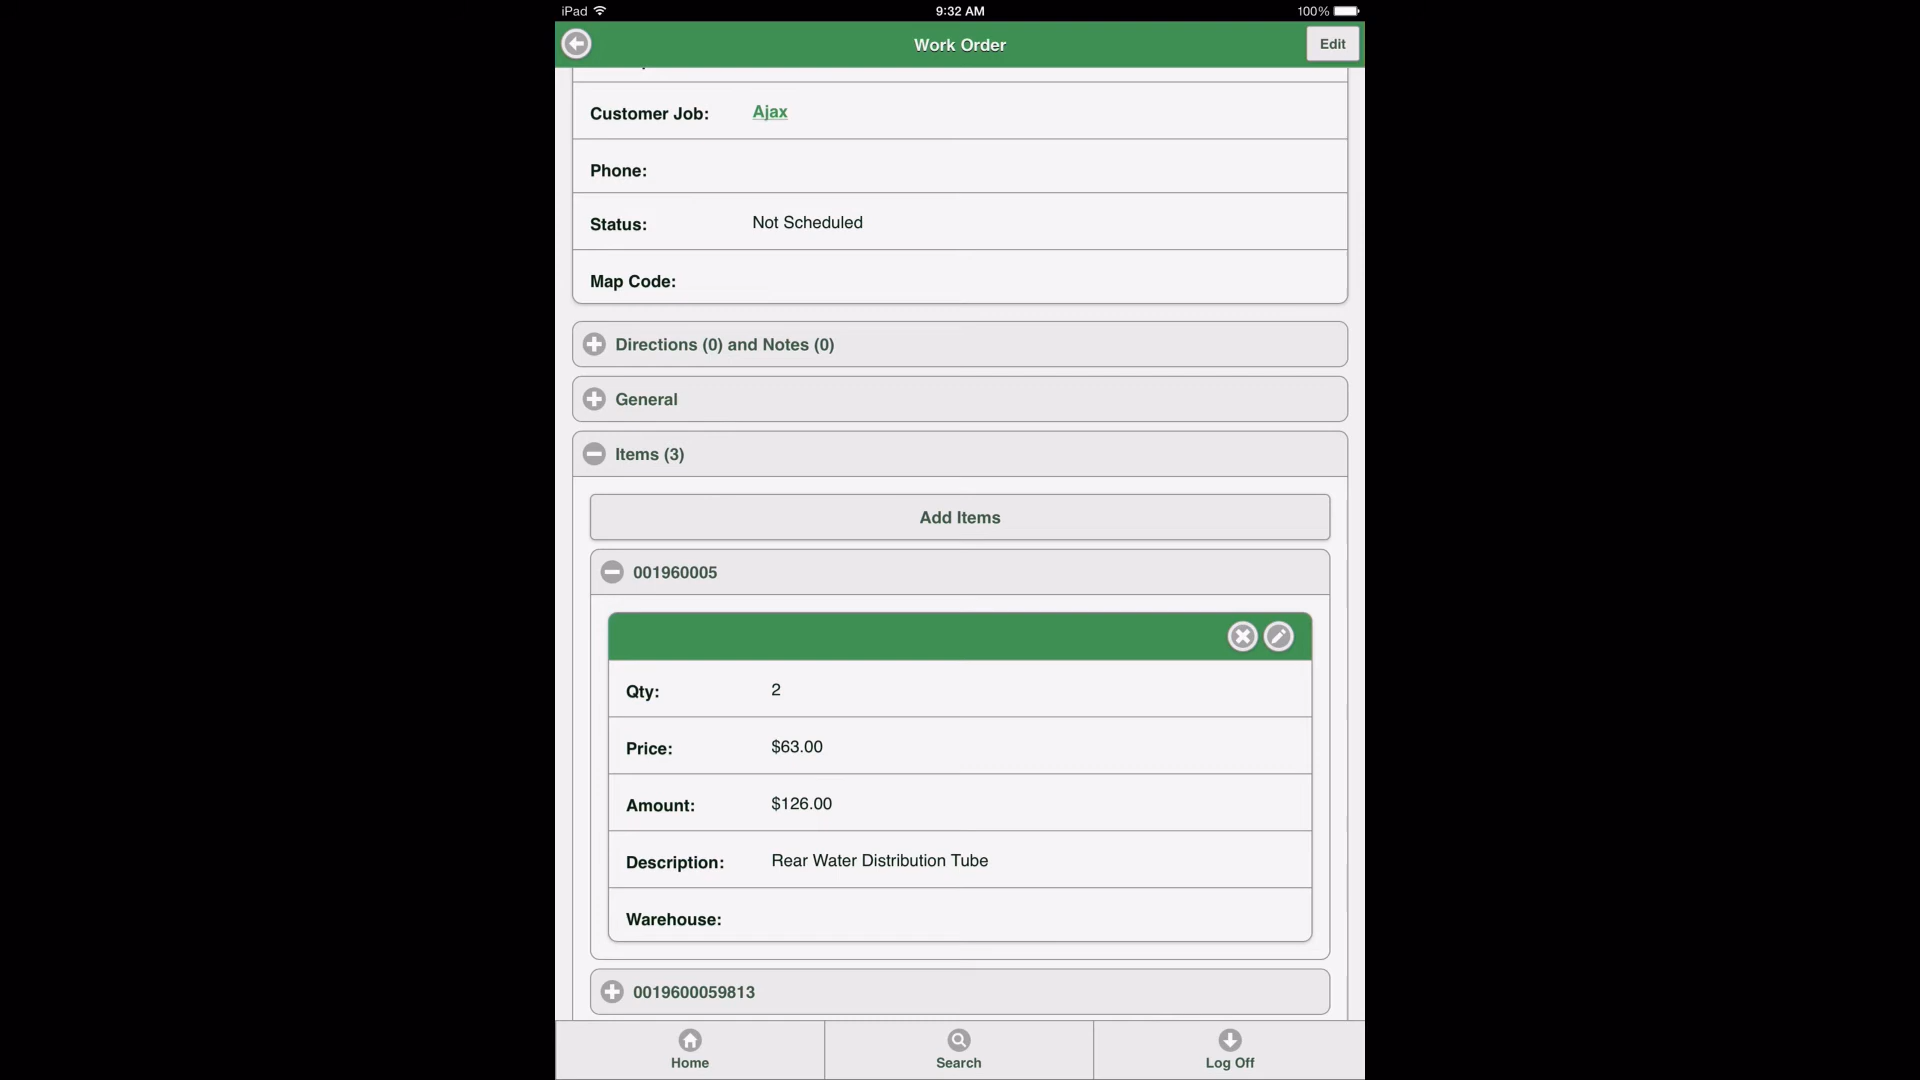 iPad 9:32 AM 100%
Work Order Edit
Customer Job: Ajax
Phone:
Status: Not Scheduled
Map Code:
Directions (0) and Notes (0)
General
Items (3)
Add Items
001960005
Qty: 2
Price: $63.00
Amount: $126.00
Description: Rear Water Distribution Tube
Warehouse:
0019600059813
Home Search Log Off